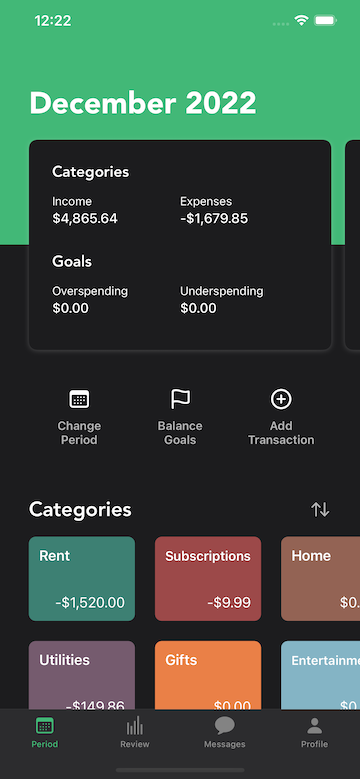 12:22
December 2022
Categories
Income Expenses
$4,865.64 -$1,679.85
Goals
Overspending Underspending
$0.00 $0.00
Change Period
Balance Goals
Add Transaction
Categories
Rent Subscriptions Home
-$1,520.00 -$9.99 $0.
Utilities Gifts Entertainme
-$149.86 $0.00 $0.
Period Review Messages Profile